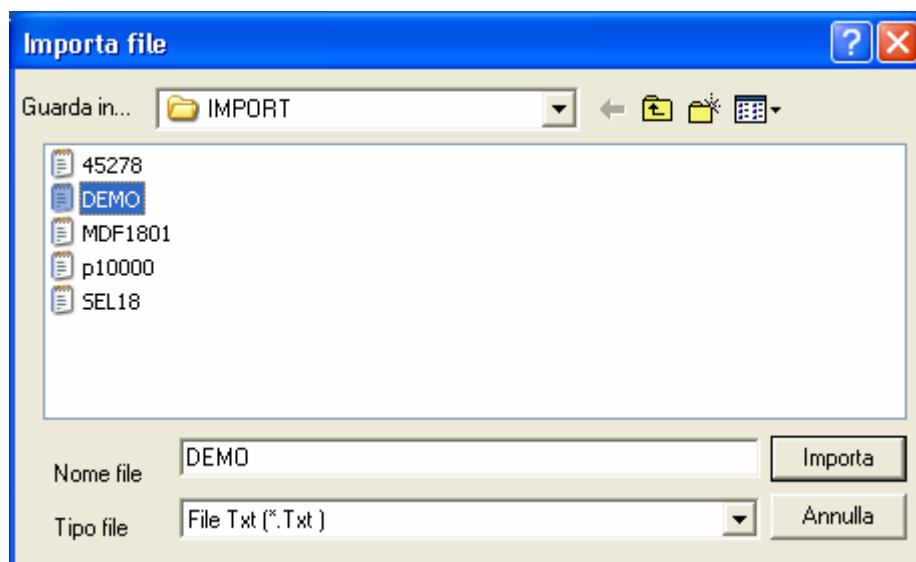 Importa file
Guarda in... IMPORT
45278
DEMO
MDF1801
p10000
SEL18
Nome file DEMO Importa
Tipo file File Txt (*.Txt ) Annulla